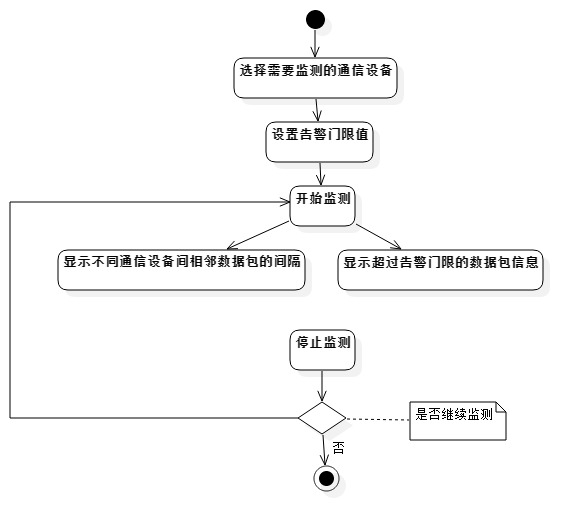 选择需要监测的通信设备
设置告警门限值
开始监测
显示不同通信设备间相邻数据包的间隔
显示超过告警门限的数据包信息
停止监测
是否继续监测
否